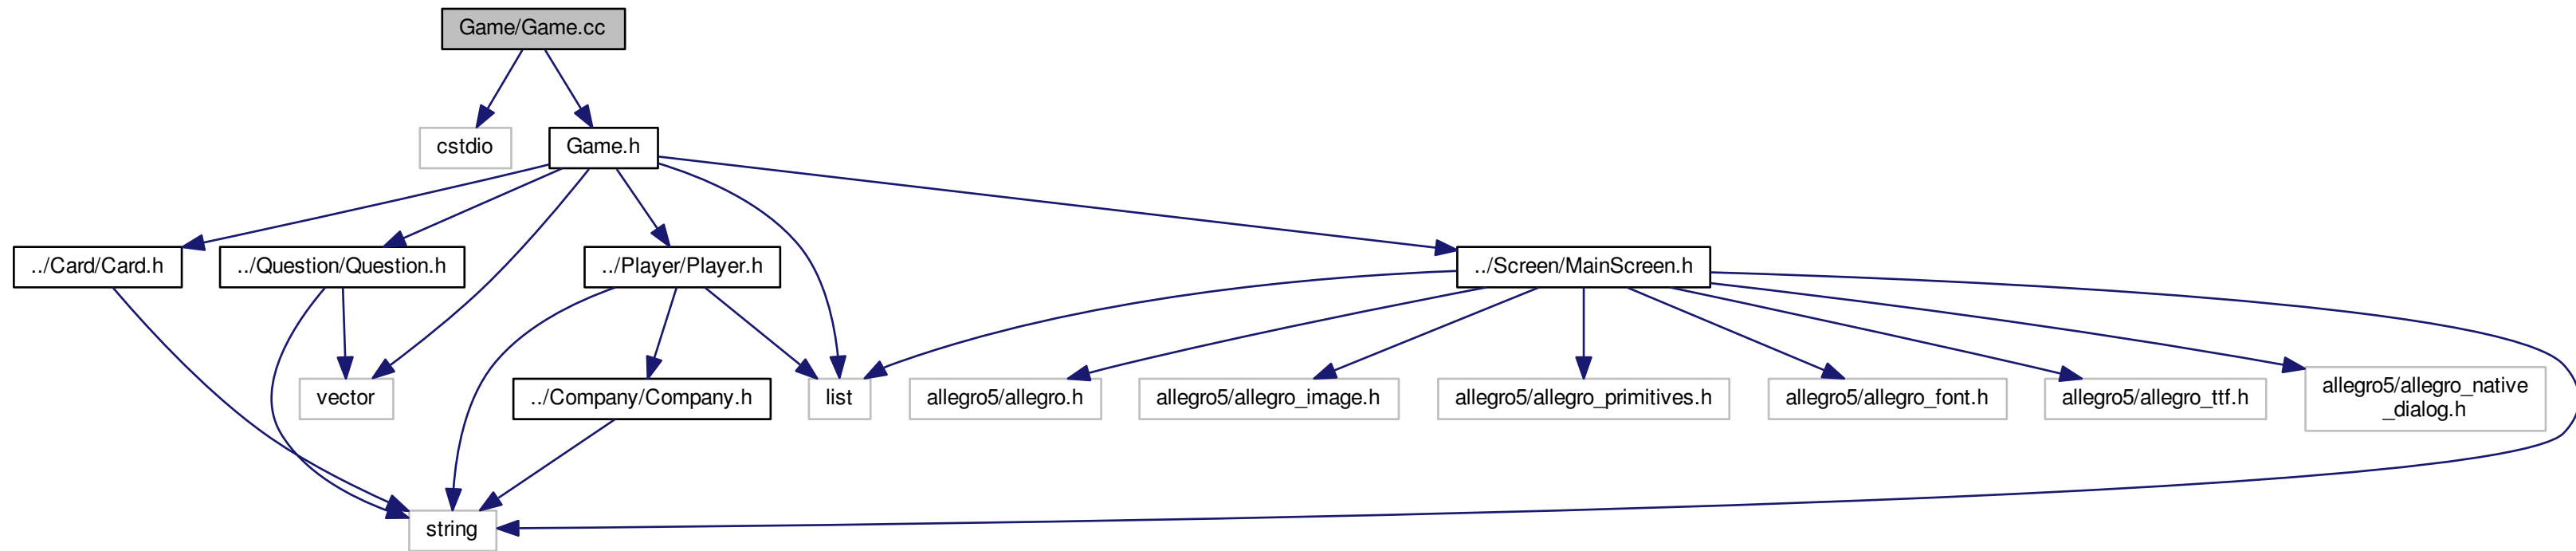 Game/Game.cc
cstdio
Game.h
../Card/Card.h
../Question/Question.h
../Player/Player.h
../Screen/MainScreen.h
vector
../Company/Company.h
list
allegro5/allegro.h
allegro5/allegro_image.h
allegro5/allegro_primitives.h
allegro5/allegro_font.h
allegro5/allegro_ttf.h
allegro5/allegro_native
_dialog.h
string